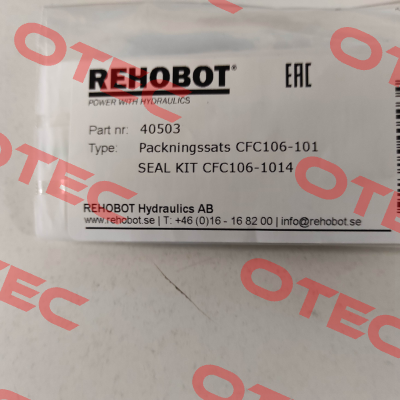 REHOBOT® EAC
POWER WITH HYDRAULICS
Part nr: 40503
Type: Packningssats CFC106-101
SEAL KIT CFC106-1014
REHOBOT Hydraulics AB
www.rehobot.se | T: +46 (0)16 - 16 82 00 | info@rehobot.se
OTEC
OTEC
OTEC
OTEC
OTEC